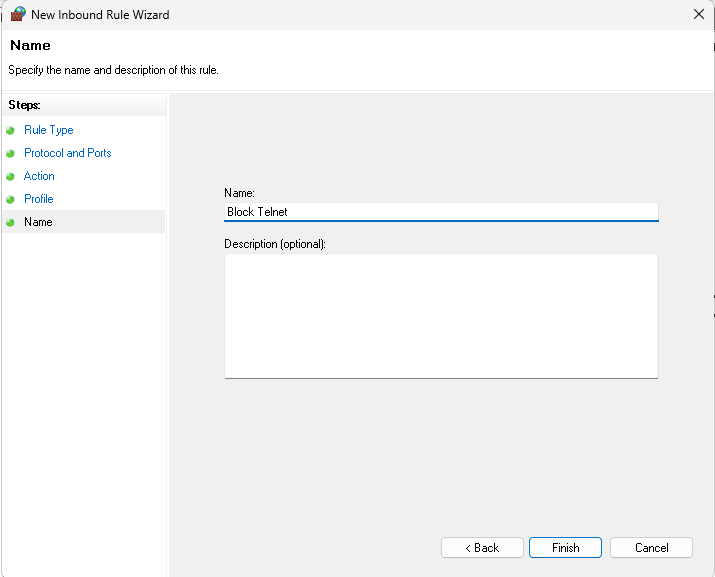 New Inbound Rule Wizard
Name
Specify the name and description of this rule.
Steps:
Rule Type
Protocol and Ports
Action
Profile
Name
Name:
Block Telnet
Description (optional):
< Back
Finish
Cancel